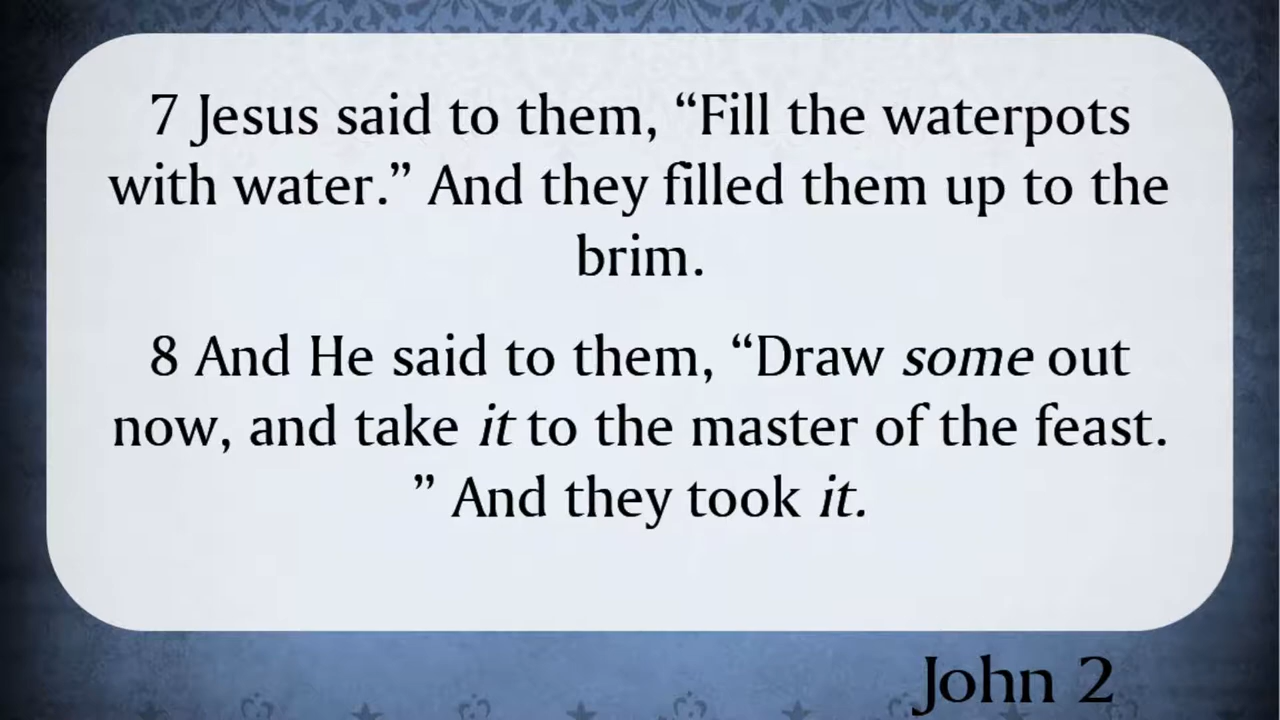 7 Jesus said to them, “Fill the waterpots
with water.” And they filled them up to the
brim.
8 And He said to them, “Draw some out
now, and take it to the master of the feast.
” And they took it.
John 2